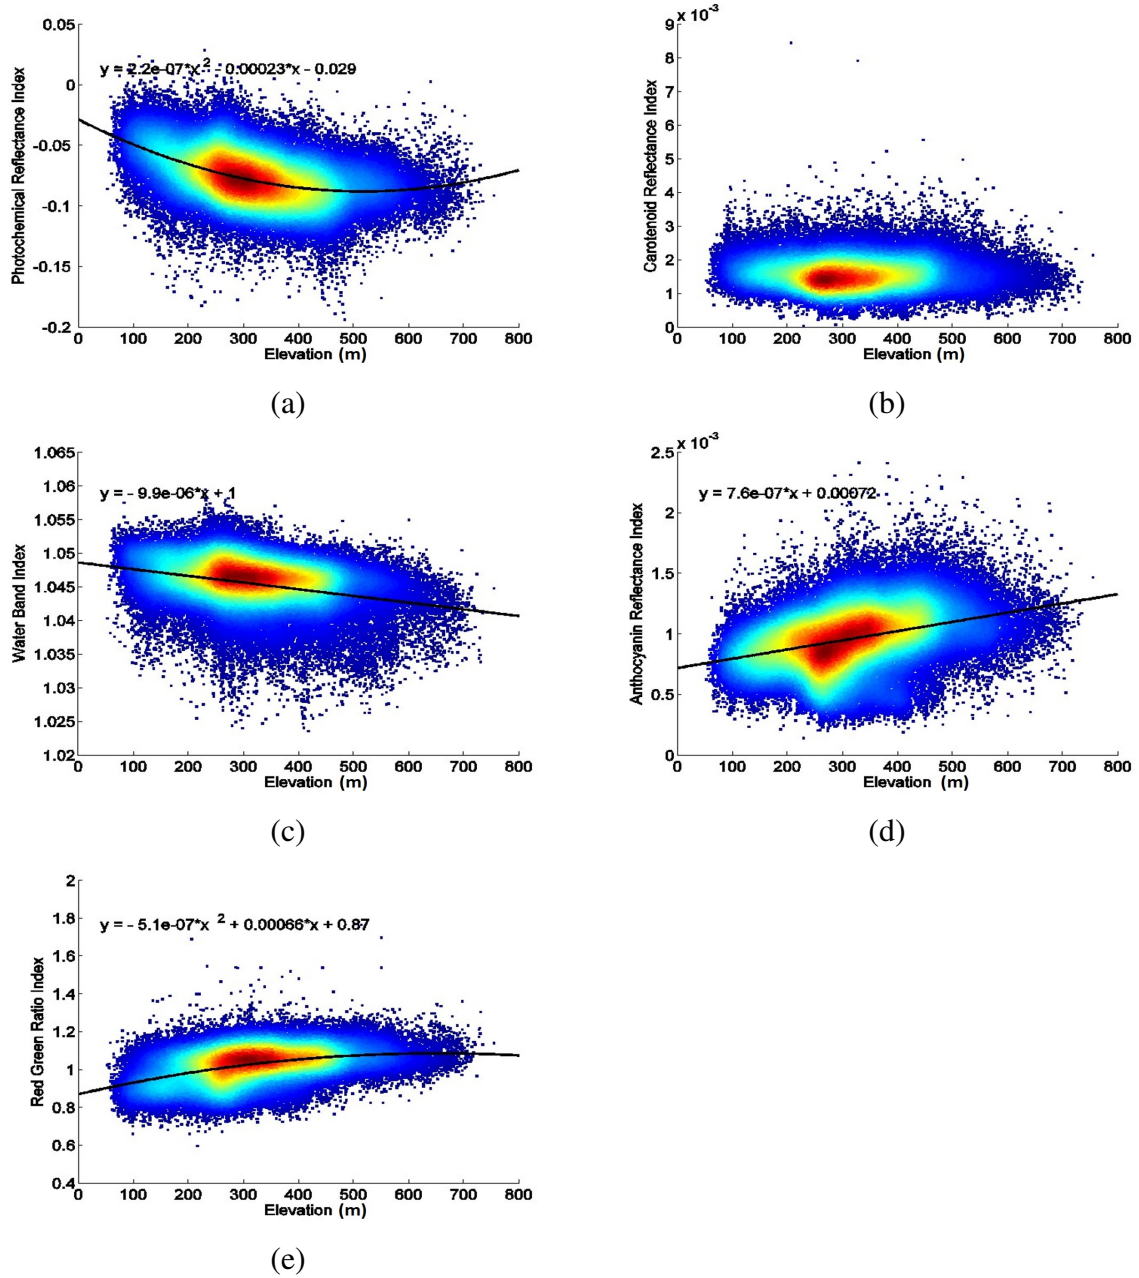 0.05
0
-0.05
-0.1
-0.15
-0.2
Photochemical Reflectance Index
y = 2.2e-07*x² - 0.00023*x - 0.029
0 100 200 300 400 500 600 700 800
Elevation (m)
(a)
x 10⁻³
9
8
7
6
5
4
3
2
1
0
Carotenoid Reflectance Index
0 100 200 300 400 500 600 700 800
Elevation (m)
(b)
1.065
1.06
1.055
1.05
1.045
1.04
1.035
1.03
1.025
1.02
Water Band Index
y = - 9.9e-06*x + 1
0 100 200 300 400 500 600 700 800
Elevation (m)
(c)
x 10⁻³
2.5
2
1.5
1
0.5
0
Anthocyanin Reflectance Index
y = 7.6e-07*x + 0.00072
0 100 200 300 400 500 600 700 800
Elevation (m)
(d)
2
1.8
1.6
1.4
1.2
1
0.8
0.6
0.4
Red Green Ratio Index
y = - 5.1e-07*x ² + 0.00066*x + 0.87
0 100 200 300 400 500 600 700 800
Elevation (m)
(e)